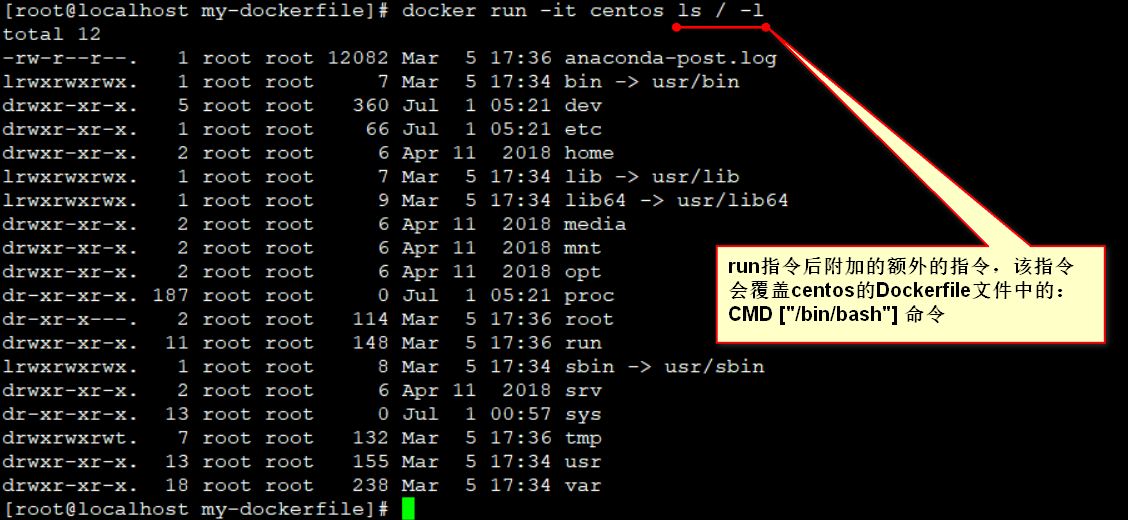 [root@localhost my-dockerfile]# docker run -it centos ls / -l
total 12
-rw-r--r--.   1 root root 12082 Mar  5 17:36 anaconda-post.log
lrwxrwxrwx.   1 root root     7 Mar  5 17:34 bin -> usr/bin
drwxr-xr-x.   5 root root   360 Jul  1 05:21 dev
drwxr-xr-x.   1 root root    66 Jul  1 05:21 etc
drwxr-xr-x.   2 root root     6 Apr 11  2018 home
lrwxrwxrwx.   1 root root     7 Mar  5 17:34 lib -> usr/lib
lrwxrwxrwx.   1 root root     9 Mar  5 17:34 lib64 -> usr/lib64
drwxr-xr-x.   2 root root     6 Apr 11  2018 media
drwxr-xr-x.   2 root root     6 Apr 11  2018 mnt
drwxr-xr-x.   2 root root     6 Apr 11  2018 opt
dr-xr-xr-x. 187 root root     0 Jul  1 05:21 proc
dr-xr-x---.   2 root root   114 Mar  5 17:36 root
drwxr-xr-x.  11 root root   148 Mar  5 17:36 run
lrwxrwxrwx.   1 root root     8 Mar  5 17:34 sbin -> usr/sbin
drwxr-xr-x.   2 root root     6 Apr 11  2018 srv
dr-xr-xr-x.  13 root root     0 Jul  1 00:57 sys
drwxrwxrwt.   7 root root   132 Mar  5 17:36 tmp
drwxr-xr-x.  13 root root   155 Mar  5 17:34 usr
drwxr-xr-x.  18 root root   238 Mar  5 17:34 var
[root@localhost my-dockerfile]#
run指令后附加的额外的指令，该指令
会覆盖centos的Dockerfile文件中的：
CMD ["/bin/bash"] 命令